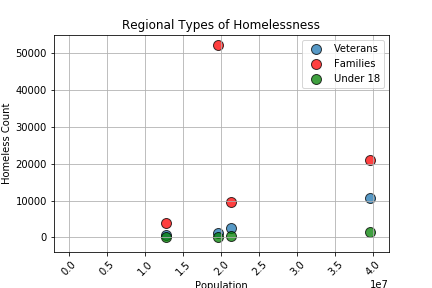 Regional Types of Homelessness
Veterans
Families
Under 18
Homeless Count
50000
40000
30000
20000
10000
0
0.0 0.5 1.0 1.5 2.0 2.5 3.0 3.5 4.0
1e7
Population